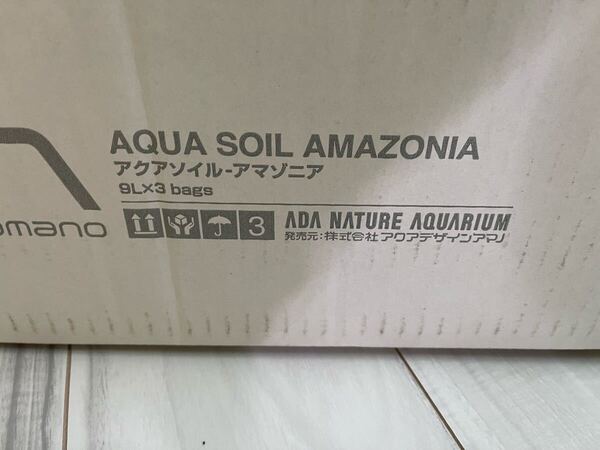 AQUA SOIL AMAZONIA
アクアソイル-アマゾニア
9L×3 bags
amano
3 ADA NATURE AQUARIUM
発売元:株式会社 アクアデザインアマノ